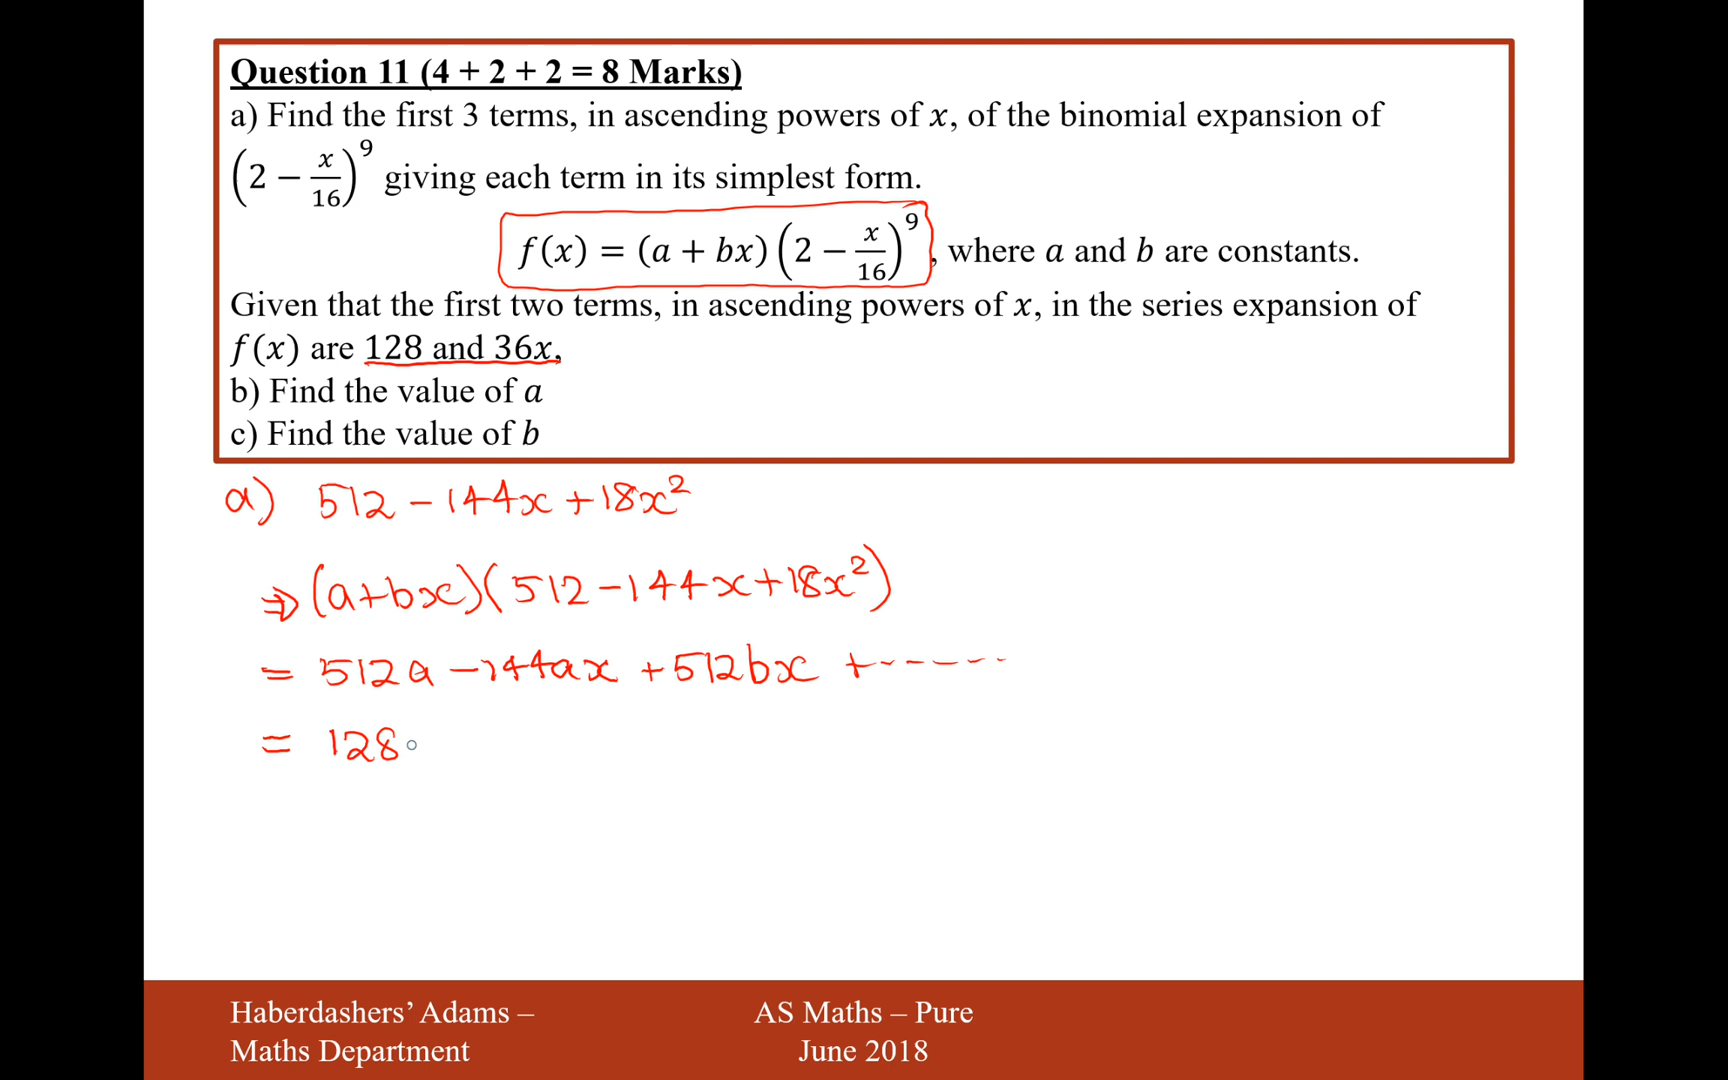 Question 11 (4 + 2 + 2 = 8 Marks)
a) Find the first 3 terms, in ascending powers of x, of the binomial expansion of
(2 − x/16)^9 giving each term in its simplest form.
f(x) = (a + bx)(2 − x/16)^9, where a and b are constants.
Given that the first two terms, in ascending powers of x, in the series expansion of
f(x) are 128 and 36x,
b) Find the value of a
c) Find the value of b
a) 512 − 144x + 18x²
⇒ (a+bx)(512 − 144x + 18x²)
= 512a − 144ax + 512bx + ------
= 128
Haberdashers’ Adams –
Maths Department
AS Maths – Pure
June 2018